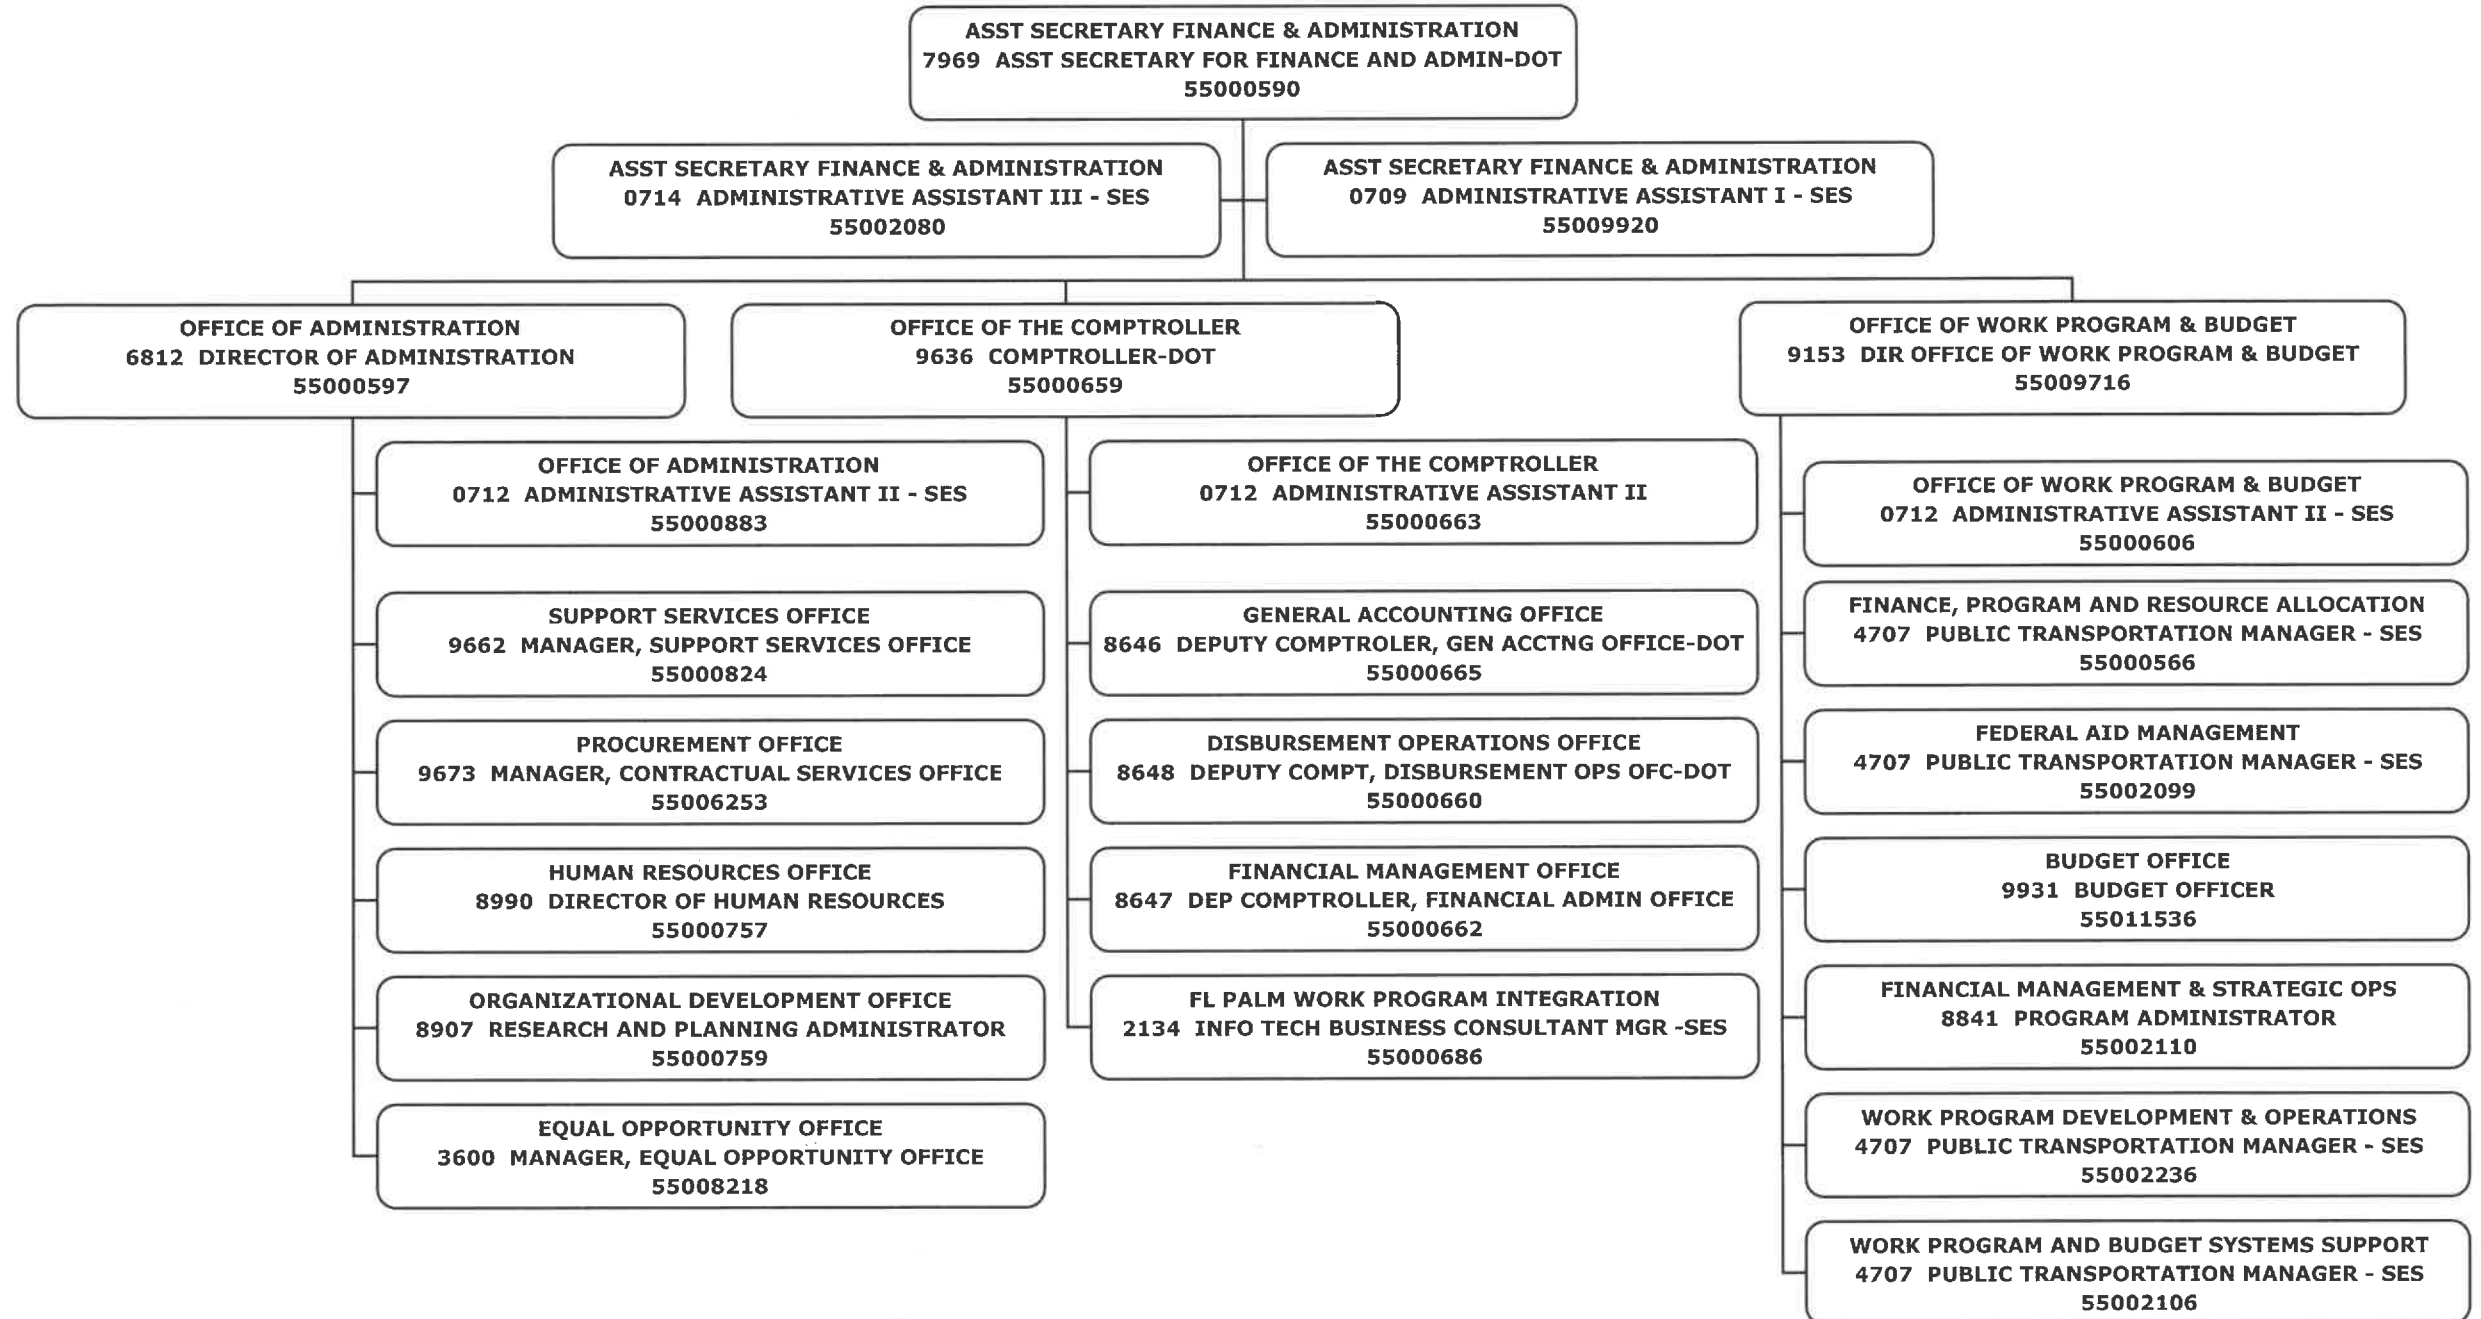 ASST SECRETARY FINANCE & ADMINISTRATION
7969 ASST SECRETARY FOR FINANCE AND ADMIN-DOT
55000590
ASST SECRETARY FINANCE & ADMINISTRATION
0714 ADMINISTRATIVE ASSISTANT III - SES
55002080
ASST SECRETARY FINANCE & ADMINISTRATION
0709 ADMINISTRATIVE ASSISTANT I - SES
55009920
OFFICE OF ADMINISTRATION
6812 DIRECTOR OF ADMINISTRATION
55000597
OFFICE OF ADMINISTRATION
0712 ADMINISTRATIVE ASSISTANT II - SES
55000883
SUPPORT SERVICES OFFICE
9662 MANAGER, SUPPORT SERVICES OFFICE
55000824
PROCUREMENT OFFICE
9673 MANAGER, CONTRACTUAL SERVICES OFFICE
55006253
HUMAN RESOURCES OFFICE
8990 DIRECTOR OF HUMAN RESOURCES
55000757
ORGANIZATIONAL DEVELOPMENT OFFICE
8907 RESEARCH AND PLANNING ADMINISTRATOR
55000759
EQUAL OPPORTUNITY OFFICE
3600 MANAGER, EQUAL OPPORTUNITY OFFICE
55008218
OFFICE OF THE COMPTROLLER
9636 COMPTROLLER-DOT
55000659
OFFICE OF THE COMPTROLLER
0712 ADMINISTRATIVE ASSISTANT II
55000663
GENERAL ACCOUNTING OFFICE
8646 DEPUTY COMPTROLER, GEN ACCTNG OFFICE-DOT
55000665
DISBURSEMENT OPERATIONS OFFICE
8648 DEPUTY COMPT, DISBURSEMENT OPS OFC-DOT
55000660
FINANCIAL MANAGEMENT OFFICE
8647 DEP COMPTROLLER, FINANCIAL ADMIN OFFICE
55000662
FL PALM WORK PROGRAM INTEGRATION
2134 INFO TECH BUSINESS CONSULTANT MGR -SES
55000686
OFFICE OF WORK PROGRAM & BUDGET
9153 DIR OFFICE OF WORK PROGRAM & BUDGET
55009716
OFFICE OF WORK PROGRAM & BUDGET
0712 ADMINISTRATIVE ASSISTANT II - SES
55000606
FINANCE, PROGRAM AND RESOURCE ALLOCATION
4707 PUBLIC TRANSPORTATION MANAGER - SES
55000566
FEDERAL AID MANAGEMENT
4707 PUBLIC TRANSPORTATION MANAGER - SES
55002099
BUDGET OFFICE
9931 BUDGET OFFICER
55011536
FINANCIAL MANAGEMENT & STRATEGIC OPS
8841 PROGRAM ADMINISTRATOR
55002110
WORK PROGRAM DEVELOPMENT & OPERATIONS
4707 PUBLIC TRANSPORTATION MANAGER - SES
55002236
WORK PROGRAM AND BUDGET SYSTEMS SUPPORT
4707 PUBLIC TRANSPORTATION MANAGER - SES
55002106